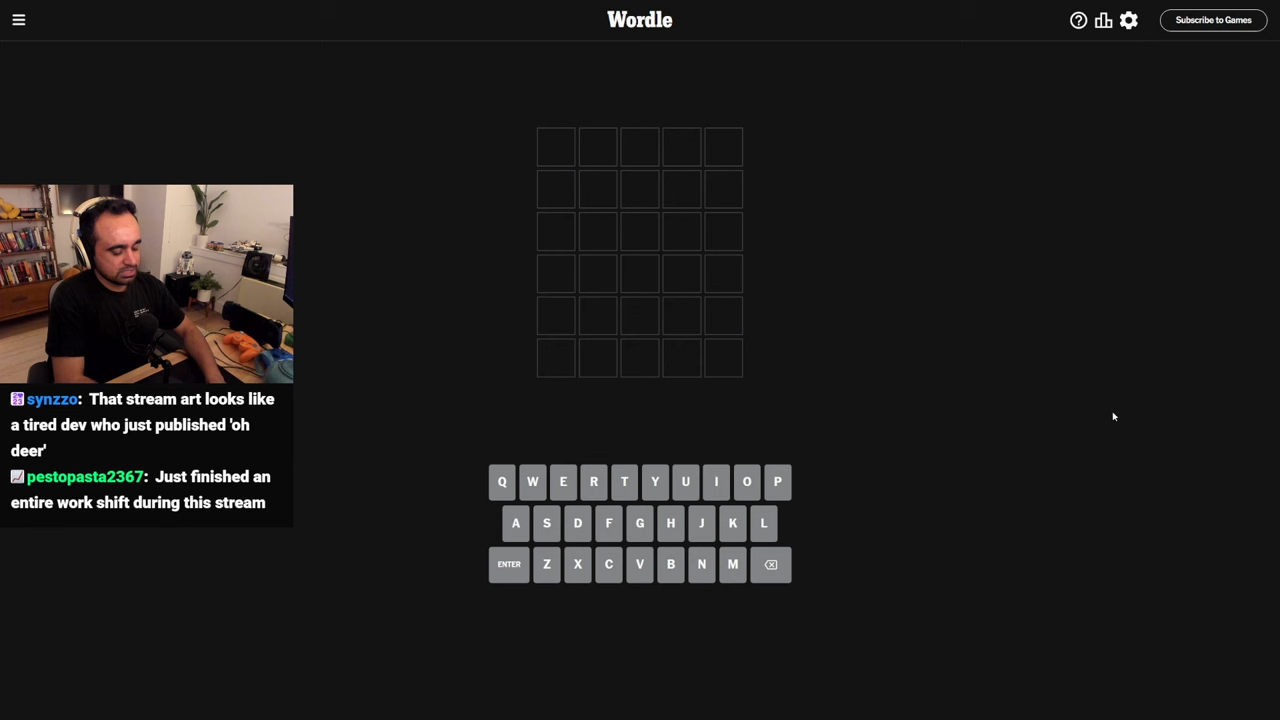 Wordle
Subscribe to Games
synzzo: That stream art looks like
a tired dev who just published 'oh
deer'
pestopasta2367: Just finished an
entire work shift during this stream
Q W E R T Y U I O P
A S D F G H J K L
ENTER Z X C V B N M